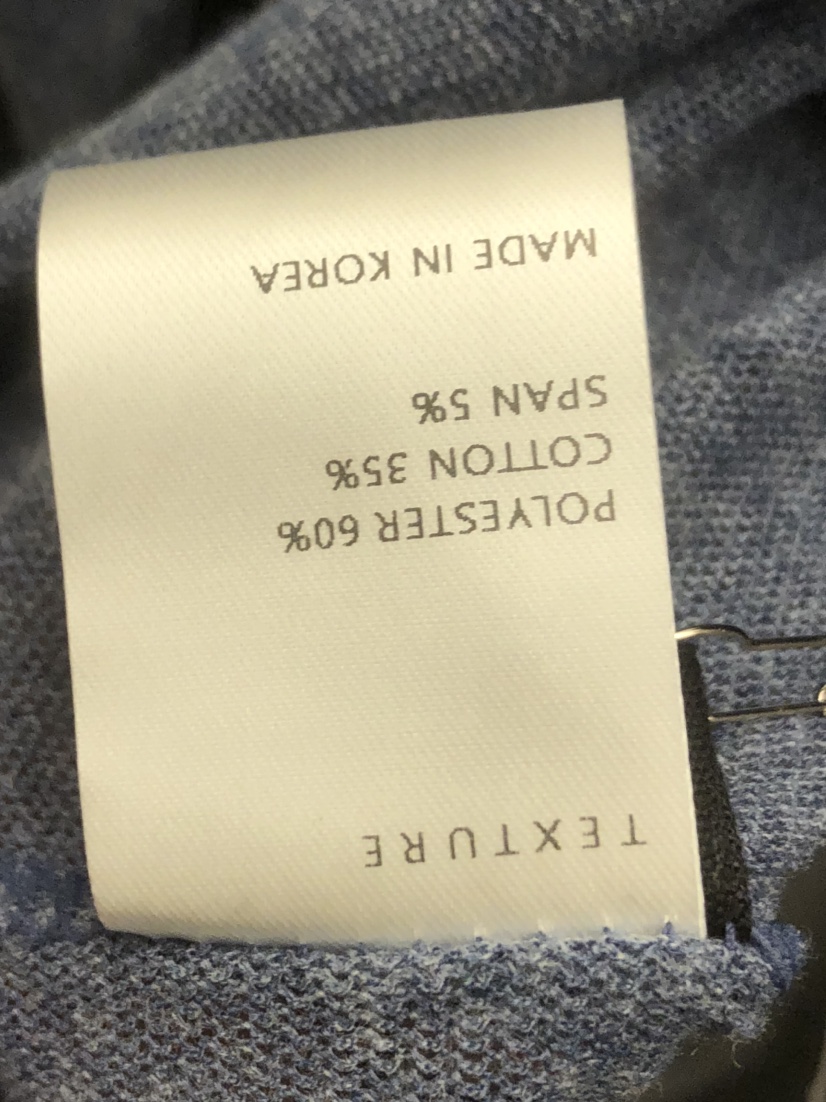 TEXTURE
POLYESTER 60%
COTTON 35%
SPAN 5%
MADE IN KOREA